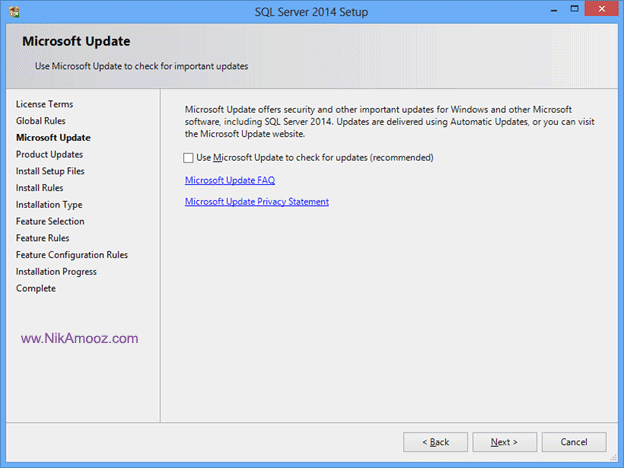 SQL Server 2014 Setup
Microsoft Update
Use Microsoft Update to check for important updates
License Terms
Global Rules
Microsoft Update
Product Updates
Install Setup Files
Install Rules
Installation Type
Feature Selection
Feature Rules
Feature Configuration Rules
Installation Progress
Complete
ww.NikAmooz.com
Microsoft Update offers security and other important updates for Windows and other Microsoft
software, including SQL Server 2014. Updates are delivered using Automatic Updates, or you can visit
the Microsoft Update website.
Use Microsoft Update to check for updates (recommended)
Microsoft Update FAQ
Microsoft Update Privacy Statement
< Back
Next >
Cancel